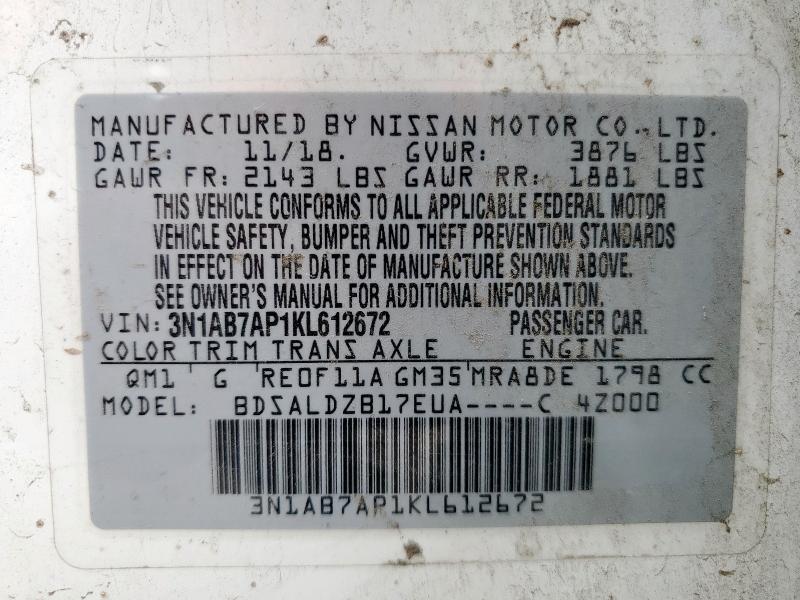 MANUFACTURED BY NISSAN MOTOR CO., LTD.
DATE: 11/18. GVWR: 3876 LBS
GAWR FR: 2143 LBS GAWR RR: 1881 LBS
THIS VEHICLE CONFORMS TO ALL APPLICABLE FEDERAL MOTOR
VEHICLE SAFETY, BUMPER AND THEFT PREVENTION STANDARDS
IN EFFECT ON THE DATE OF MANUFACTURE SHOWN ABOVE.
SEE OWNER'S MANUAL FOR ADDITIONAL INFORMATION.
VIN: 3N1AB7AP1KL612672 PASSENGER CAR.
COLOR TRIM TRANS AXLE ENGINE
QM1 G RE0F11A GM35 MRA8DE 1798 CC
MODEL: BDSALDZB17EUA----C 4Z000
3N1AB7AP1KL612672